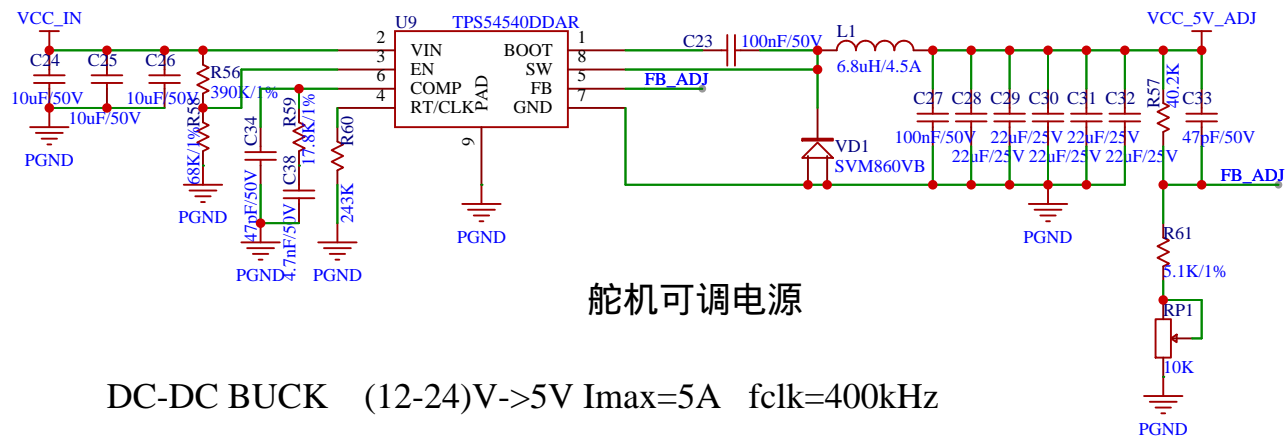 VCC_IN
U9
TPS54540DDAR
VCC_5V_ADJ
2
VIN
BOOT
1
3
EN
SW
8
6
COMP
FB
5
4
RT/CLK
GND
7
PAD
9
C24
10uF/50V
C25
10uF/50V
C26
10uF/50V
R56
390K/1%
R58
68K/1%
PGND
PGND
C34
47pF/50V
R59
17.8K/1%
C38
4.7nF/50V
PGND
R60
243K
PGND
PGND
C23
100nF/50V
FB_ADJ
L1
6.8uH/4.5A
VD1
SVM860VB
C27
100nF/50V
C28
22uF/25V
C29
22uF/25V
C30
22uF/25V
C31
22uF/25V
C32
22uF/25V
PGND
R57
40.2K
C33
47pF/50V
FB_ADJ
R61
5.1K/1%
RP1
10K
PGND
舵机可调电源
DC-DC BUCK (12-24)V->5V Imax=5A fclk=400kHz